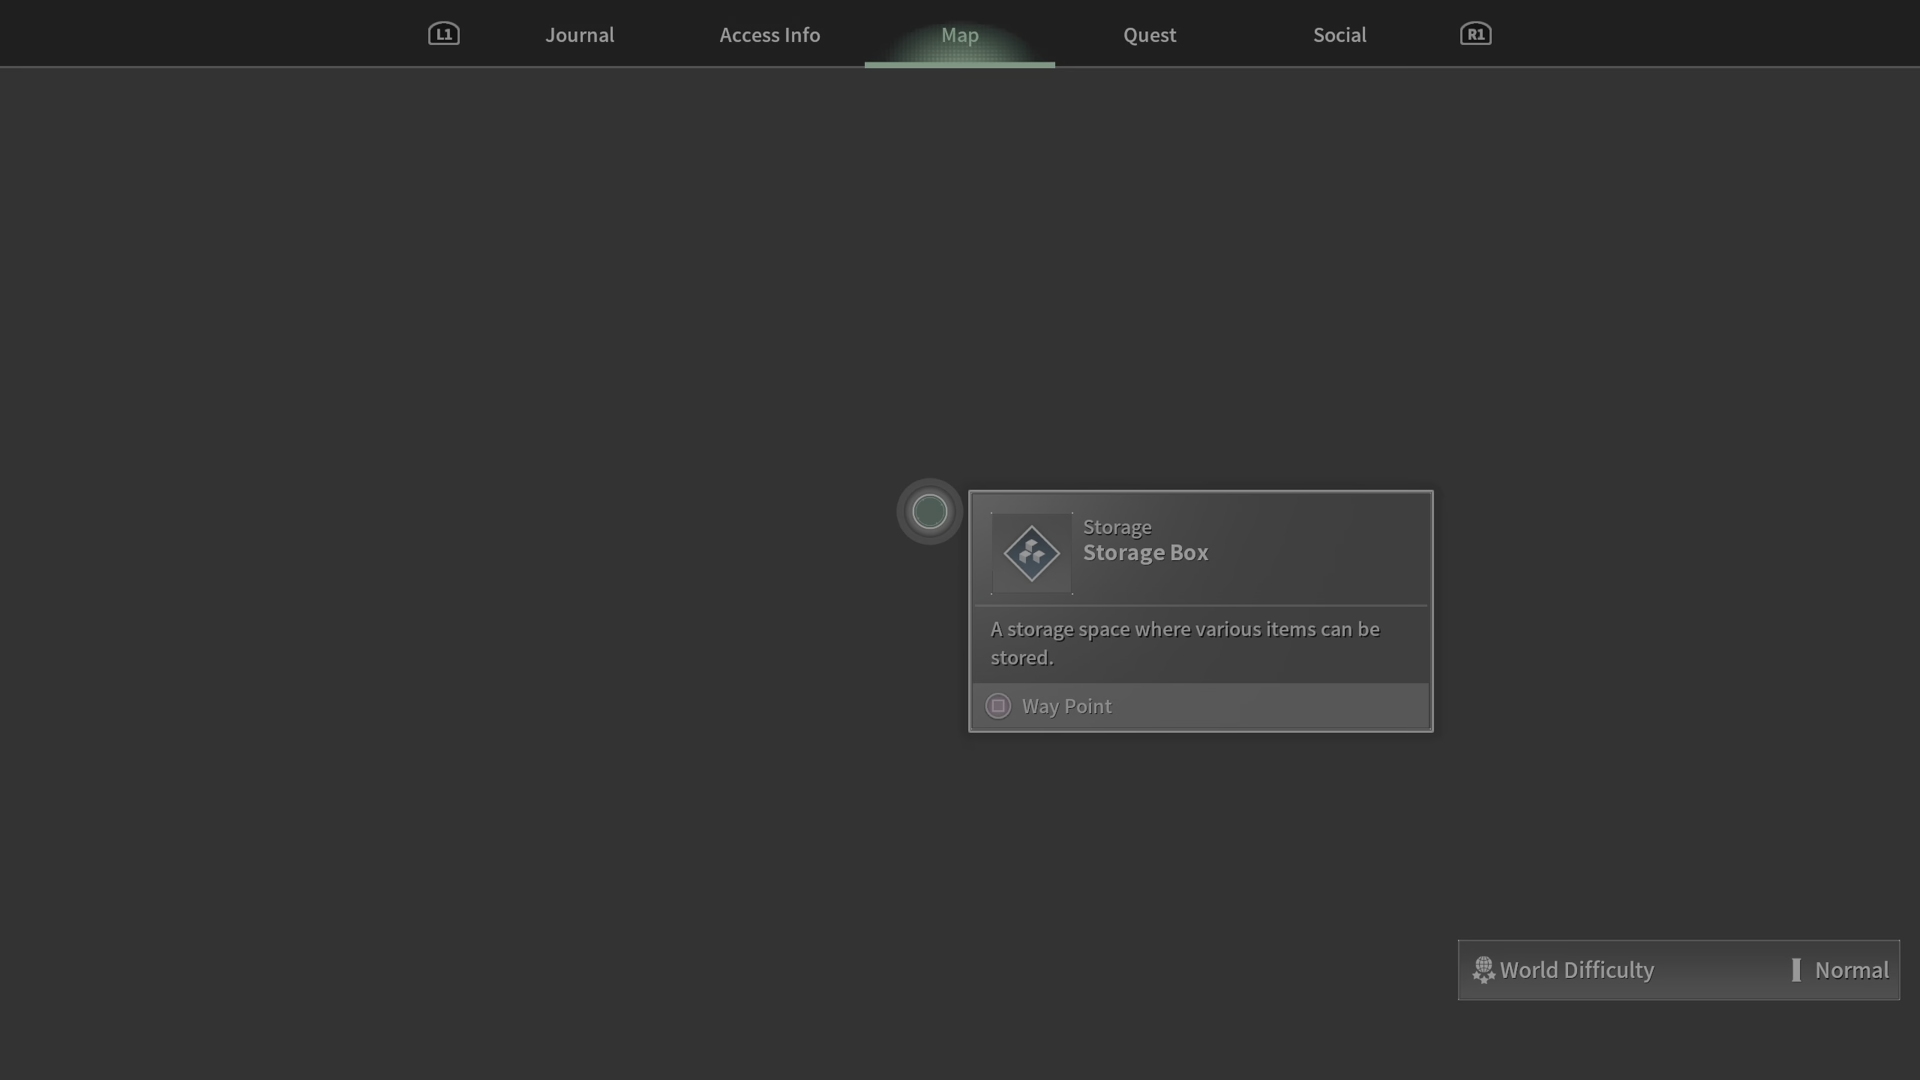 L1
Journal
Access Info
Map
Quest
Social
R1
Storage
Storage Box
A storage space where various items can be
stored.
Way Point
World Difficulty
I Normal